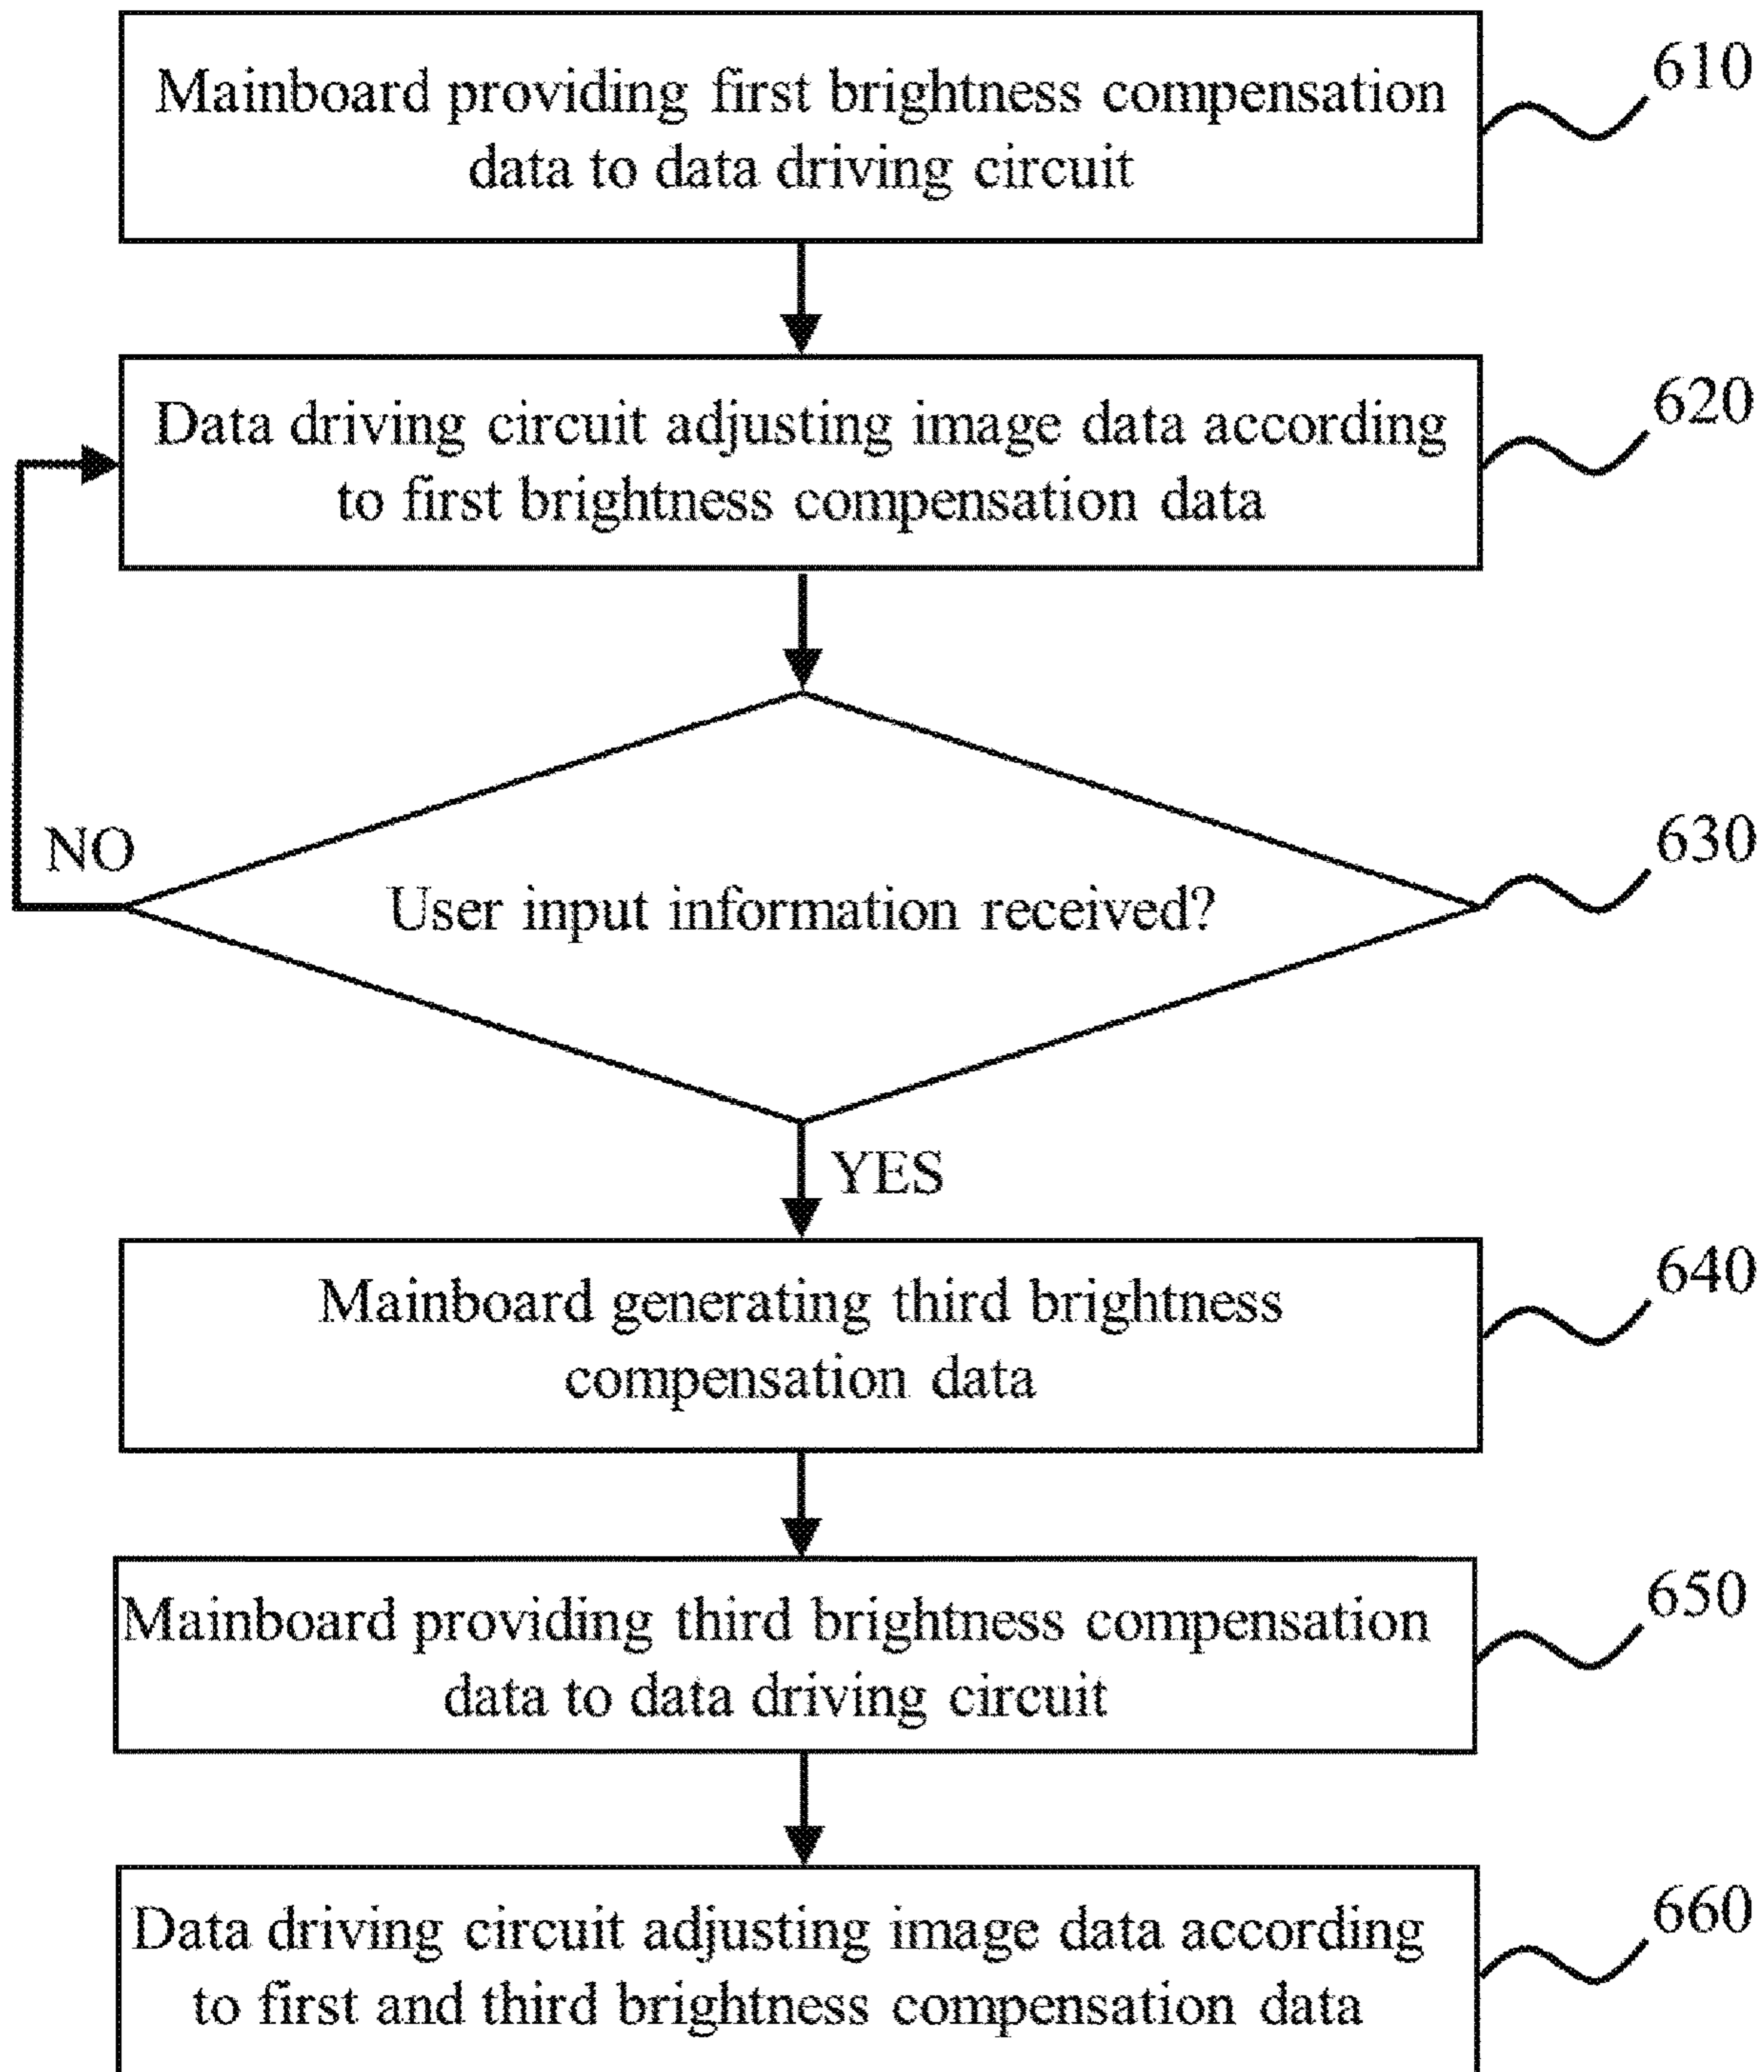 Mainboard providing first brightness compensation
data to data driving circuit
610
Data driving circuit adjusting image data according
to first brightness compensation data
620
NO
User input information received?
630
YES
Mainboard generating third brightness
compensation data
640
Mainboard providing third brightness compensation
data to data driving circuit
650
Data driving circuit adjusting image data according
to first and third brightness compensation data
660